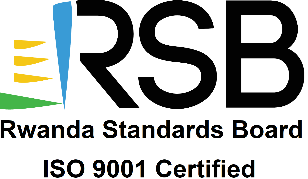 RSB
Rwanda Standards Board
ISO 9001 Certified